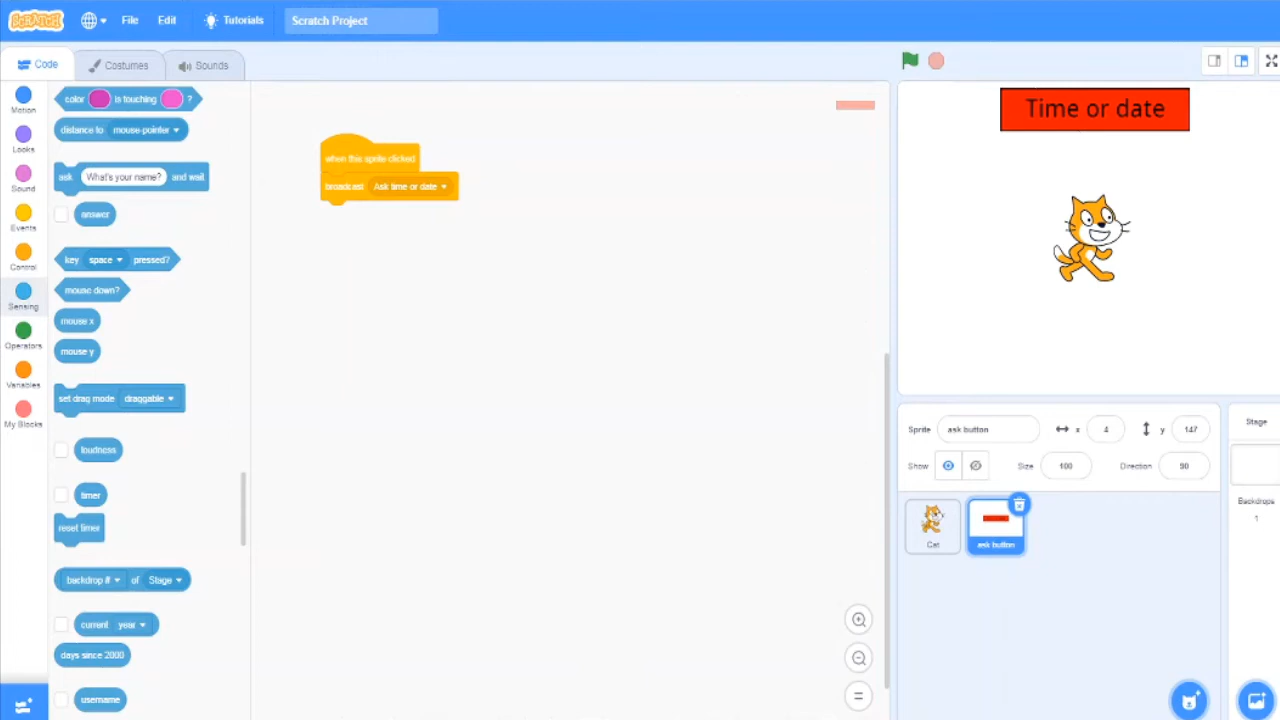 SCRATCH
File Edit Tutorials Scratch Project
Code Costumes Sounds
Motion
Looks
Sound
Events
Control
Sensing
Operators
Variables
My Blocks
color is touching ?
distance to mouse-pointer
ask What's your name? and wait
answer
key space pressed?
mouse down?
mouse x
mouse y
set drag mode draggable
loudness
timer
reset timer
backdrop # of Stage
current year
days since 2000
username
when this sprite clicked
broadcast Ask time or date
Time or date
Sprite ask button x 4 y 147
Show Size 100 Direction 90
Cat ask button
Stage
Backdrops
1